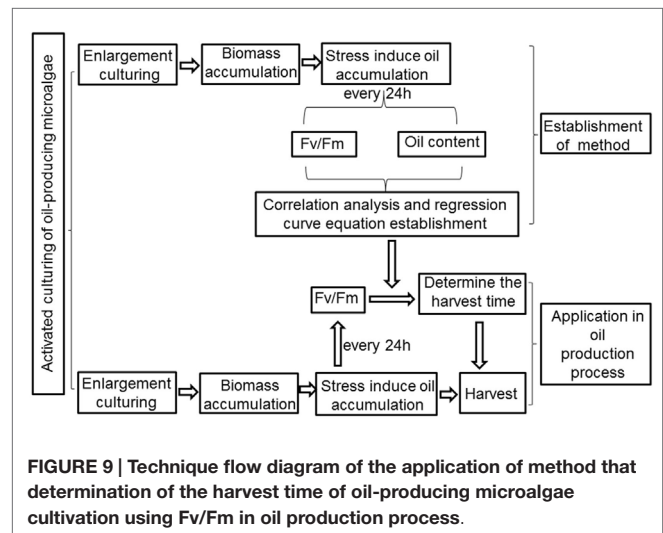 Activated culturing of oil-producing microalgae
Enlargement
culturing
Biomass
accumulation
Stress induce oil
accumulation
every 24h
Fv/Fm
Oil content
Establishment
of method
Correlation analysis and regression
curve equation establishment
Fv/Fm
Determine the
harvest time
every 24h
Application in
oil
production
process
Enlargement
culturing
Biomass
accumulation
Stress induce oil
accumulation
Harvest
FIGURE 9 | Technique flow diagram of the application of method that
determination of the harvest time of oil-producing microalgae
cultivation using Fv/Fm in oil production process.